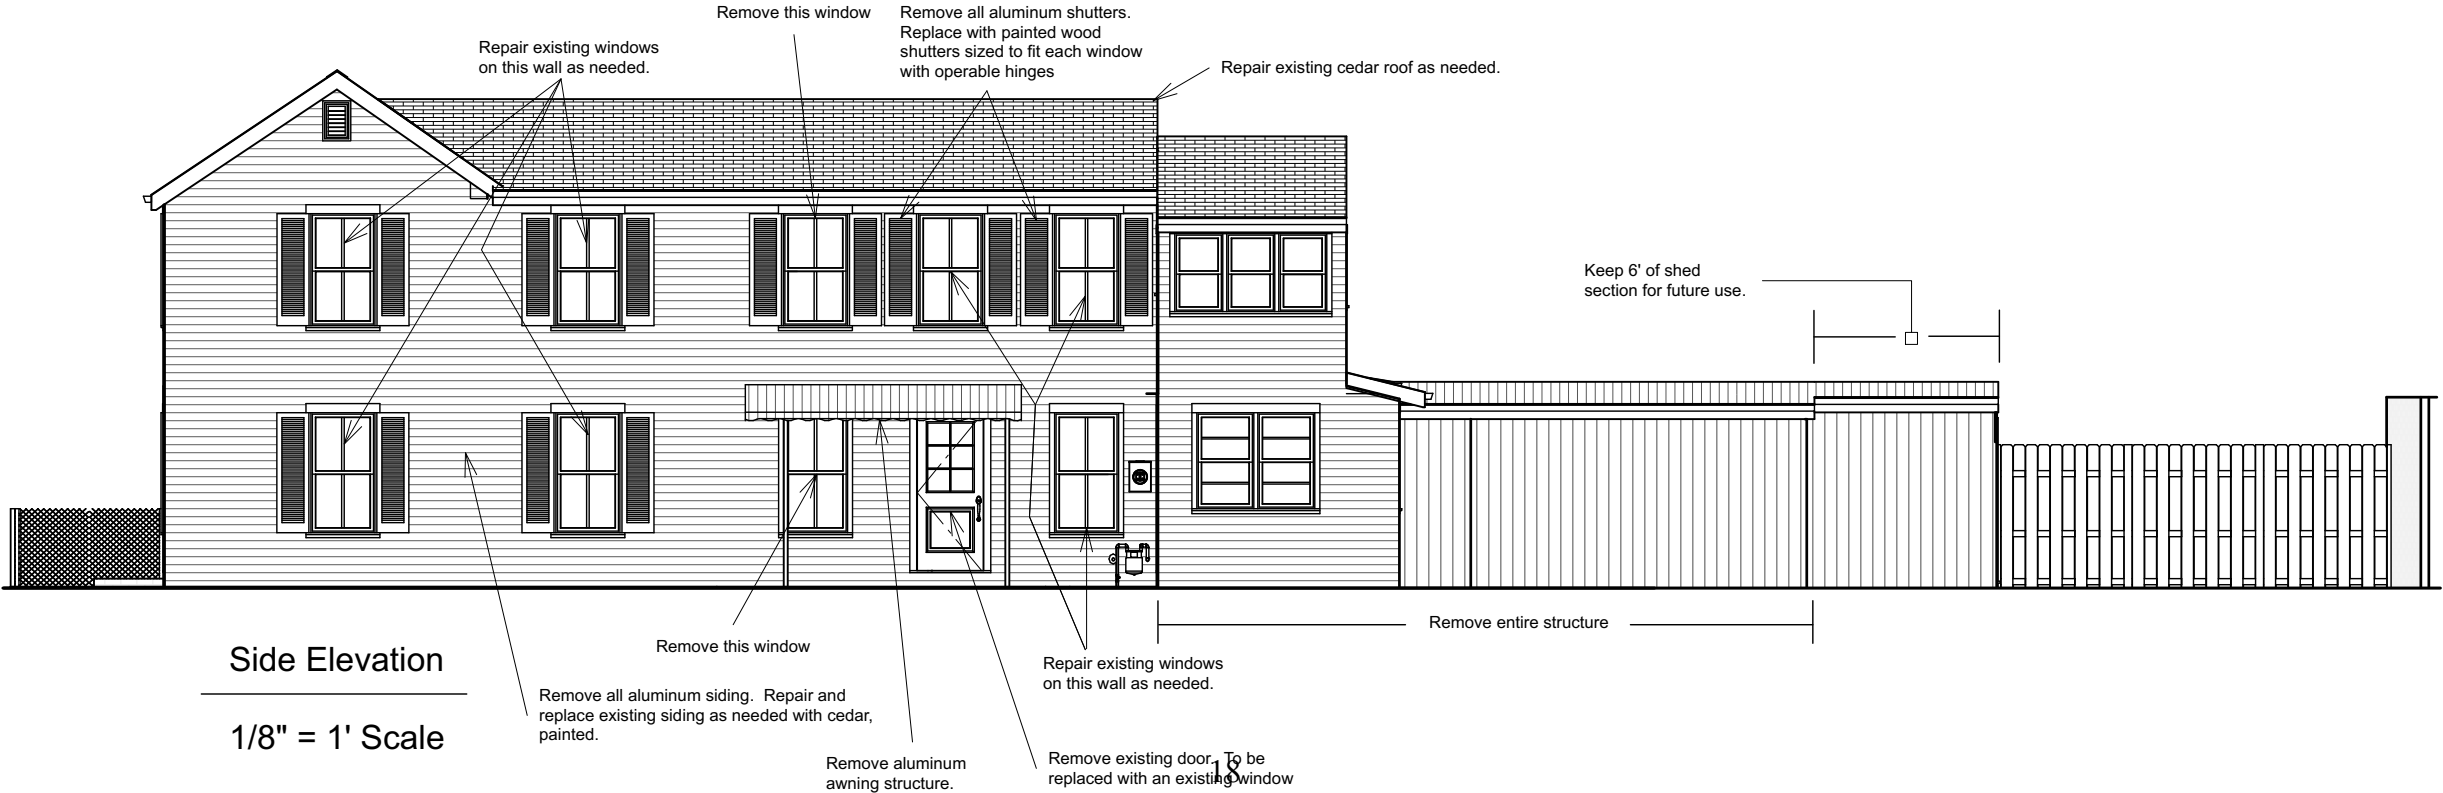 Remove this window
Remove all aluminum shutters.
Replace with painted wood
shutters sized to fit each window
with operable hinges
Repair existing windows
on this wall as needed.
Repair existing cedar roof as needed.
Keep 6' of shed
section for future use.
Remove entire structure
Remove this window
Side Elevation
1/8" = 1' Scale
Repair existing windows
on this wall as needed.
Remove all aluminum siding.  Repair and
replace existing siding as needed with cedar,
painted.
Remove aluminum
awning structure.
Remove existing door.  To be
replaced with an existing window
18